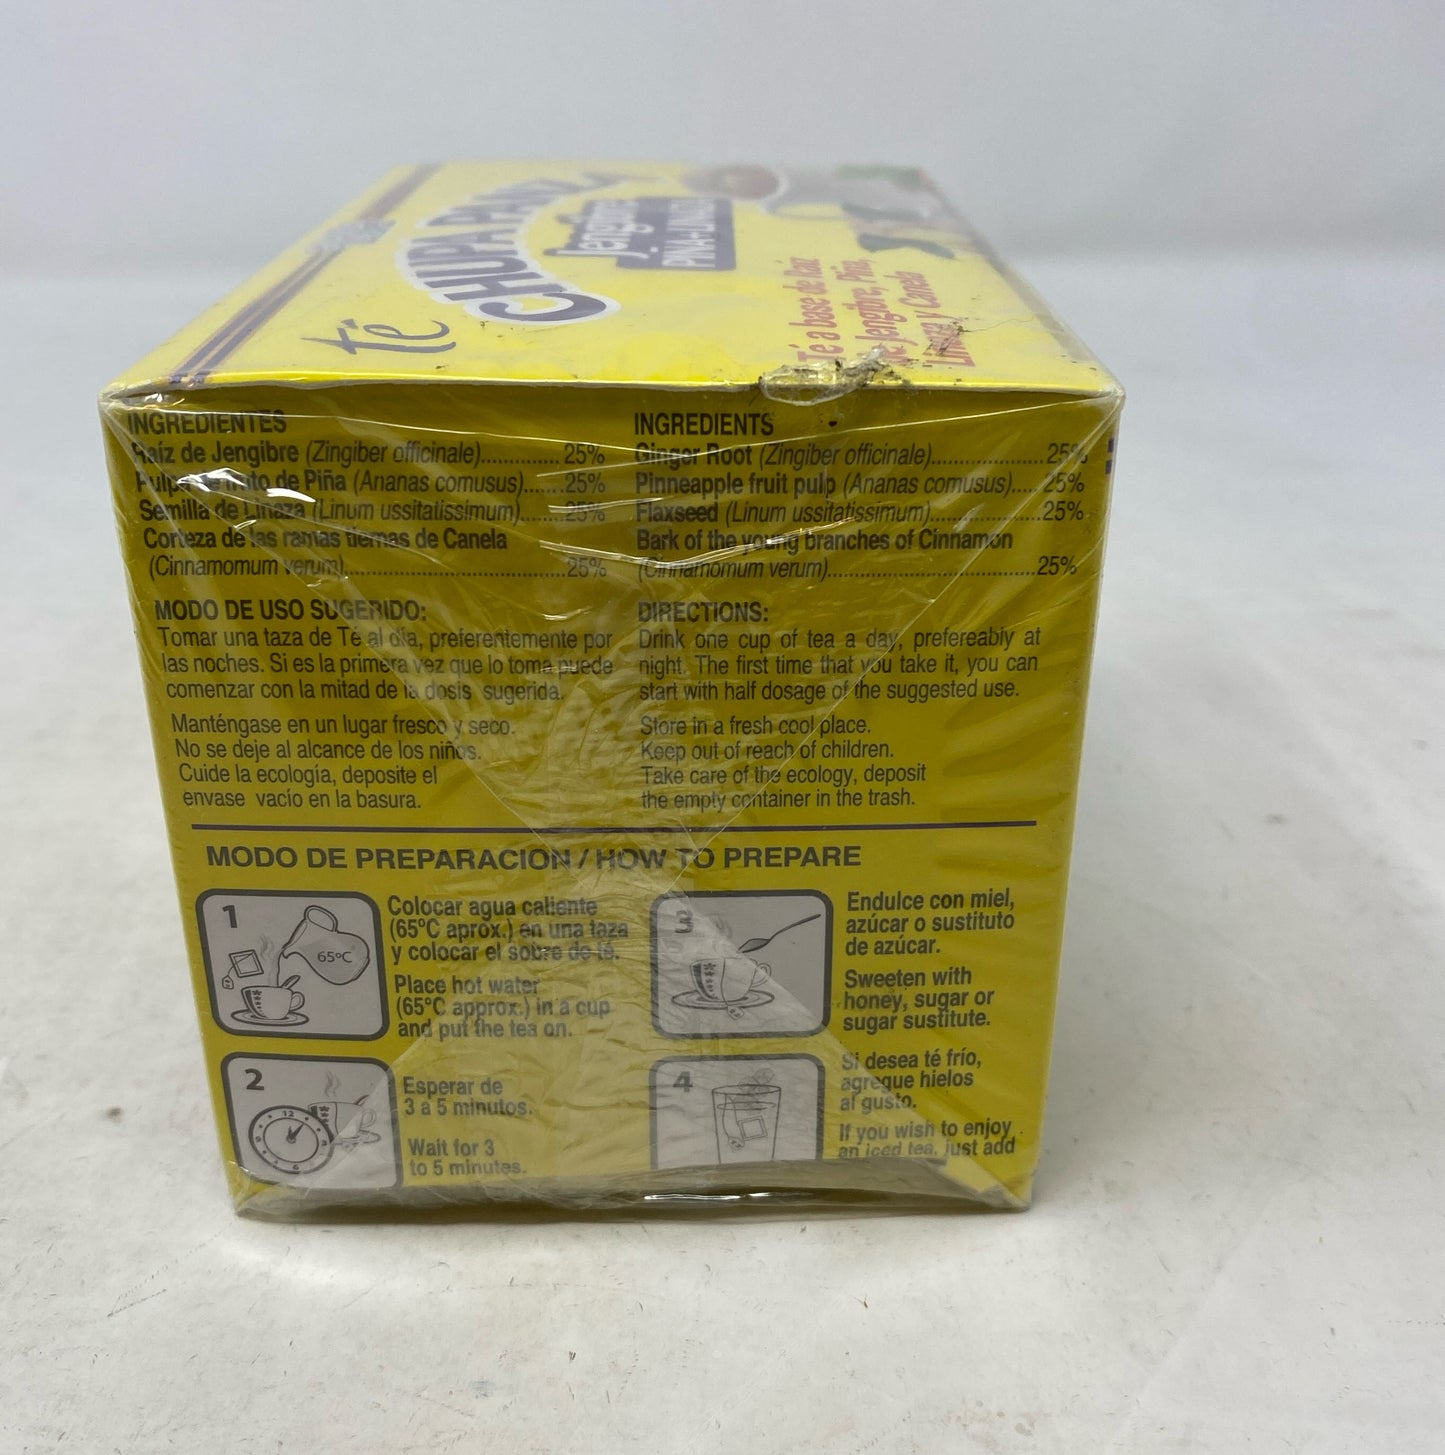 té
CHUPA PANZA
Jengibre
PIÑA + LINAZA
Té a base de Raíz
de Jengibre, Piña,
Linaza y Canela
INGREDIENTES
Raíz de Jengibre (Zingiber officinale).............. 25%
Pulpa de fruto de Piña (Ananas comusus).......25%
Semilla de Linaza (Linum ussitatissimum)........25%
Corteza de las ramas tiernas de Canela
(Cinnamomum verum)........................................25%
MODO DE USO SUGERIDO:
Tomar una taza de Té al día, preferentemente por
las noches. Si es la primera vez que lo toma puede
comenzar con la mitad de la dosis sugerida.
Manténgase en un lugar fresco y seco.
No se deje al alcance de los niños.
Cuide la ecología, deposite el
envase vacío en la basura.
INGREDIENTS
Ginger Root (Zingiber officinale).....................25%
Pinneapple fruit pulp (Ananas comusus).....25%
Flaxseed (Linum ussitatissimum)....................25%
Bark of the young branches of Cinnamon
(Cinnamomum verum).....................................25%
DIRECTIONS:
Drink one cup of tea a day, prefereably at
night. The first time that you take it, you can
start with half dosage of the suggested use.
Store in a fresh cool place.
Keep out of reach of children.
Take care of the ecology, deposit
the empty container in the trash.
MODO DE PREPARACION / HOW TO PREPARE
1
65ºC
Colocar agua caliente
(65ºC aprox.) en una taza
y colocar el sobre de té.
Place hot water
(65ºC approx.) in a cup
and put the tea on.
2
12
Esperar de
3 a 5 minutos.
Wait for 3
to 5 minutes.
3
Endulce con miel,
azúcar o sustituto
de azúcar.
Sweeten with
honey, sugar or
sugar sustitute.
4
Si desea té frío,
agregue hielos
al gusto.
If you wish to enjoy
an iced tea, just add